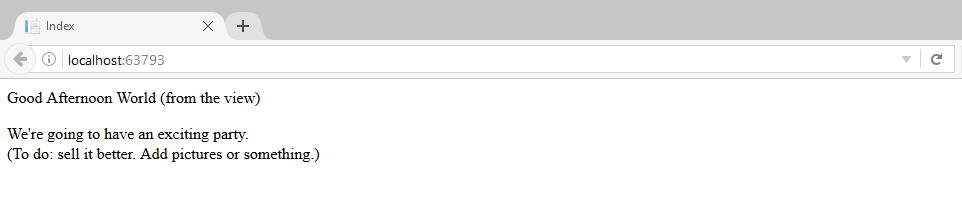 Index
localhost:63793
Good Afternoon World (from the view)
We're going to have an exciting party.
(To do: sell it better. Add pictures or something.)